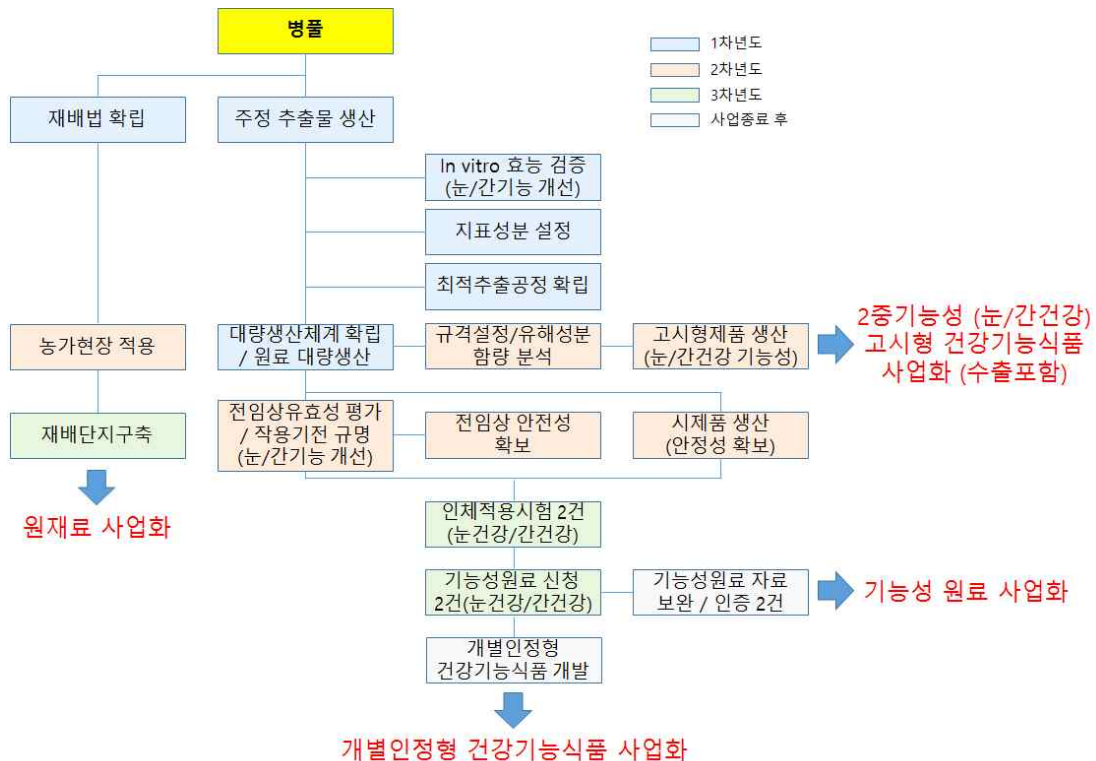 병풀
1차년도
2차년도
3차년도
사업종료 후
재배법 확립
주정 추출물 생산
In vitro 효능 검증
(눈/간기능 개선)
지표성분 설정
최적추출공정 확립
농가현장 적용
대량생산체계 확립
/ 원료 대량생산
규격설정/유해성분
함량 분석
고시형제품 생산
(눈/간건강 기능성)
2중기능성 (눈/간건강)
고시형 건강기능식품
사업화 (수출포함)
재배단지구축
전임상유효성 평가
/ 작용기전 규명
(눈/간기능 개선)
전임상 안전성
확보
시제품 생산
(안정성 확보)
원재료 사업화
인체적용시험 2건
(눈건강/간건강)
기능성원료 신청
2건(눈건강/간건강)
기능성원료 자료
보완 / 인증 2건
기능성 원료 사업화
개별인정형
건강기능식품 개발
개별인정형 건강기능식품 사업화